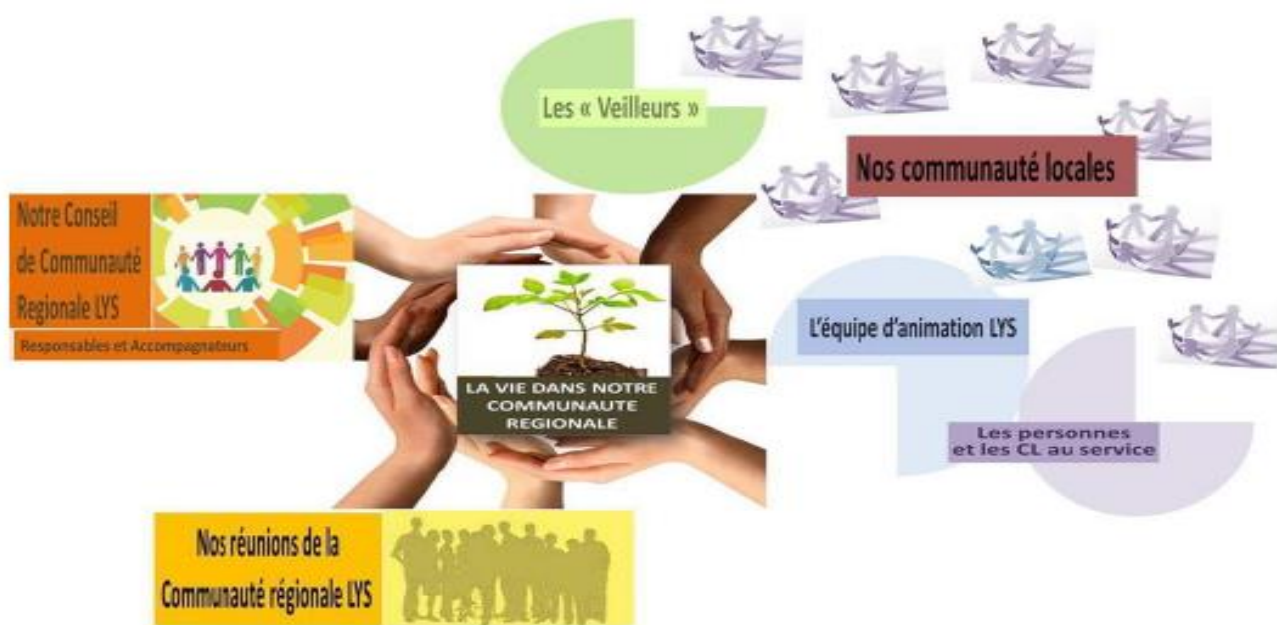 Les « Veilleurs »
Nos communauté locales
Notre Conseil
de Communauté
Regionale LYS
Responsables et Accompagnateurs
LA VIE DANS NOTRE
COMMUNAUTE
REGIONALE
L'équipe d'animation LYS
Les personnes
et les CL au service
Nos réunions de la
Communauté régionale LYS